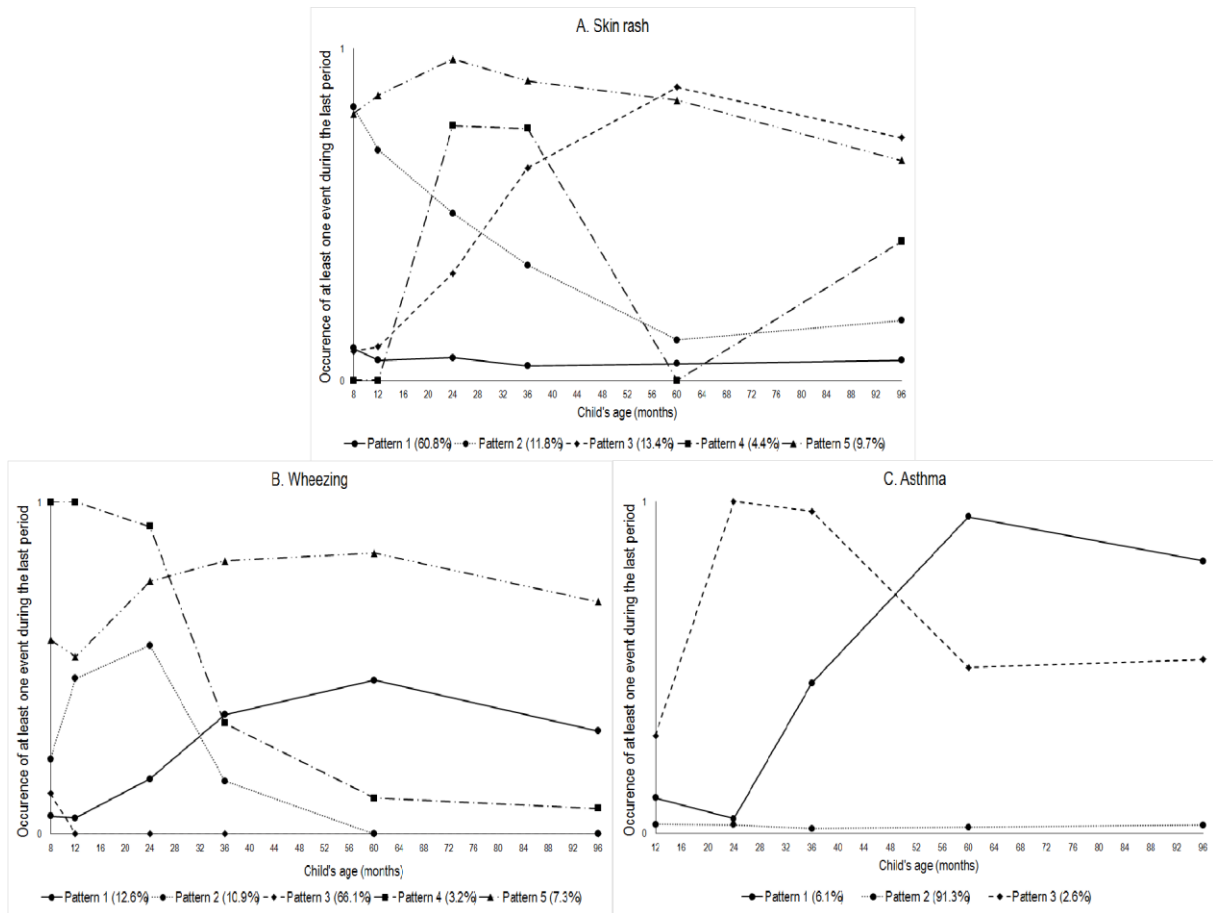 A. Skin rash
Occurence of at least one event during the last period
1
0
8 12 20 24 28 32 36 40 44 48 52 56 60 64 68 72 76 80 84 88 92 96
Child's age (months)
Pattern 1 (60.8%) Pattern 2 (11.8%) Pattern 3 (13.4%) Pattern 4 (4.4%) Pattern 5 (9.7%)
B. Wheezing
Occurence of at least one event during the last period
1
0
8 12 20 24 28 32 36 40 44 48 52 56 60 64 68 72 76 80 84 88 92 96
Child's age (months)
Pattern 1 (12.6%) Pattern 2 (10.9%) Pattern 3 (66.1%) Pattern 4 (3.2%) Pattern 5 (7.3%)
C. Asthma
Occurence of at least one event during the last period
1
0
12 20 24 28 32 36 40 44 48 52 56 60 64 68 72 76 80 84 88 92 96
Child's age (months)
Pattern 1 (6.1%) Pattern 2 (91.3%) Pattern 3 (2.6%)